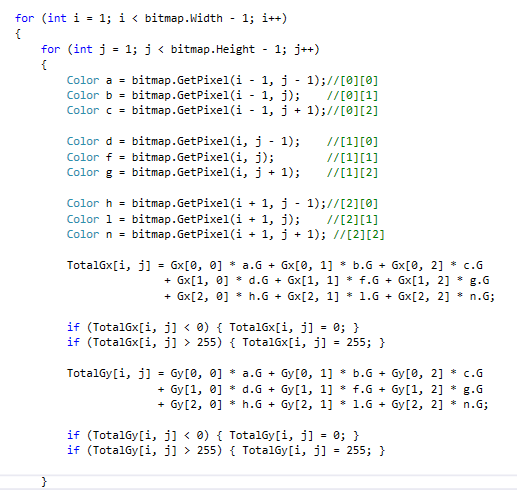 for (int i = 1; i < bitmap.Width - 1; i++)
{
    for (int j = 1; j < bitmap.Height - 1; j++)
    {
        Color a = bitmap.GetPixel(i - 1, j - 1);//[0][0]
        Color b = bitmap.GetPixel(i - 1, j);    //[0][1]
        Color c = bitmap.GetPixel(i - 1, j + 1);//[0][2]

        Color d = bitmap.GetPixel(i, j - 1);    //[1][0]
        Color f = bitmap.GetPixel(i, j);        //[1][1]
        Color g = bitmap.GetPixel(i, j + 1);    //[1][2]

        Color h = bitmap.GetPixel(i + 1, j - 1);//[2][0]
        Color l = bitmap.GetPixel(i + 1, j);    //[2][1]
        Color n = bitmap.GetPixel(i + 1, j + 1); //[2][2]

        TotalGx[i, j] = Gx[0, 0] * a.G + Gx[0, 1] * b.G + Gx[0, 2] * c.G
                       + Gx[1, 0] * d.G + Gx[1, 1] * f.G + Gx[1, 2] * g.G
                       + Gx[2, 0] * h.G + Gx[2, 1] * l.G + Gx[2, 2] * n.G;

        if (TotalGx[i, j] < 0) { TotalGx[i, j] = 0; }
        if (TotalGx[i, j] > 255) { TotalGx[i, j] = 255; }

        TotalGy[i, j] = Gy[0, 0] * a.G + Gy[0, 1] * b.G + Gy[0, 2] * c.G
                      + Gy[1, 0] * d.G + Gy[1, 1] * f.G + Gy[1, 2] * g.G
                      + Gy[2, 0] * h.G + Gy[2, 1] * l.G + Gy[2, 2] * n.G;

        if (TotalGy[i, j] < 0) { TotalGy[i, j] = 0; }
        if (TotalGy[i, j] > 255) { TotalGy[i, j] = 255; }

    }